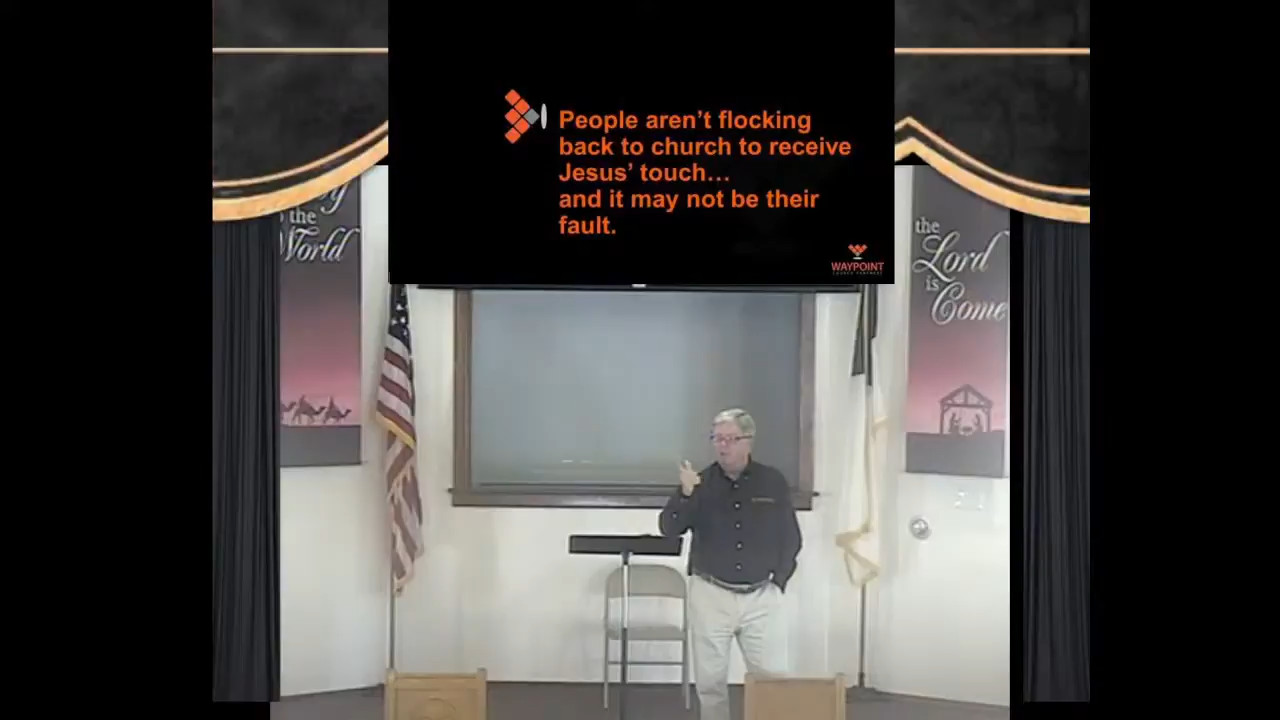 People aren’t flocking
back to church to receive
Jesus’ touch…
and it may not be their
fault.
WAYPOINT
the
World
the
Lord
is
Come